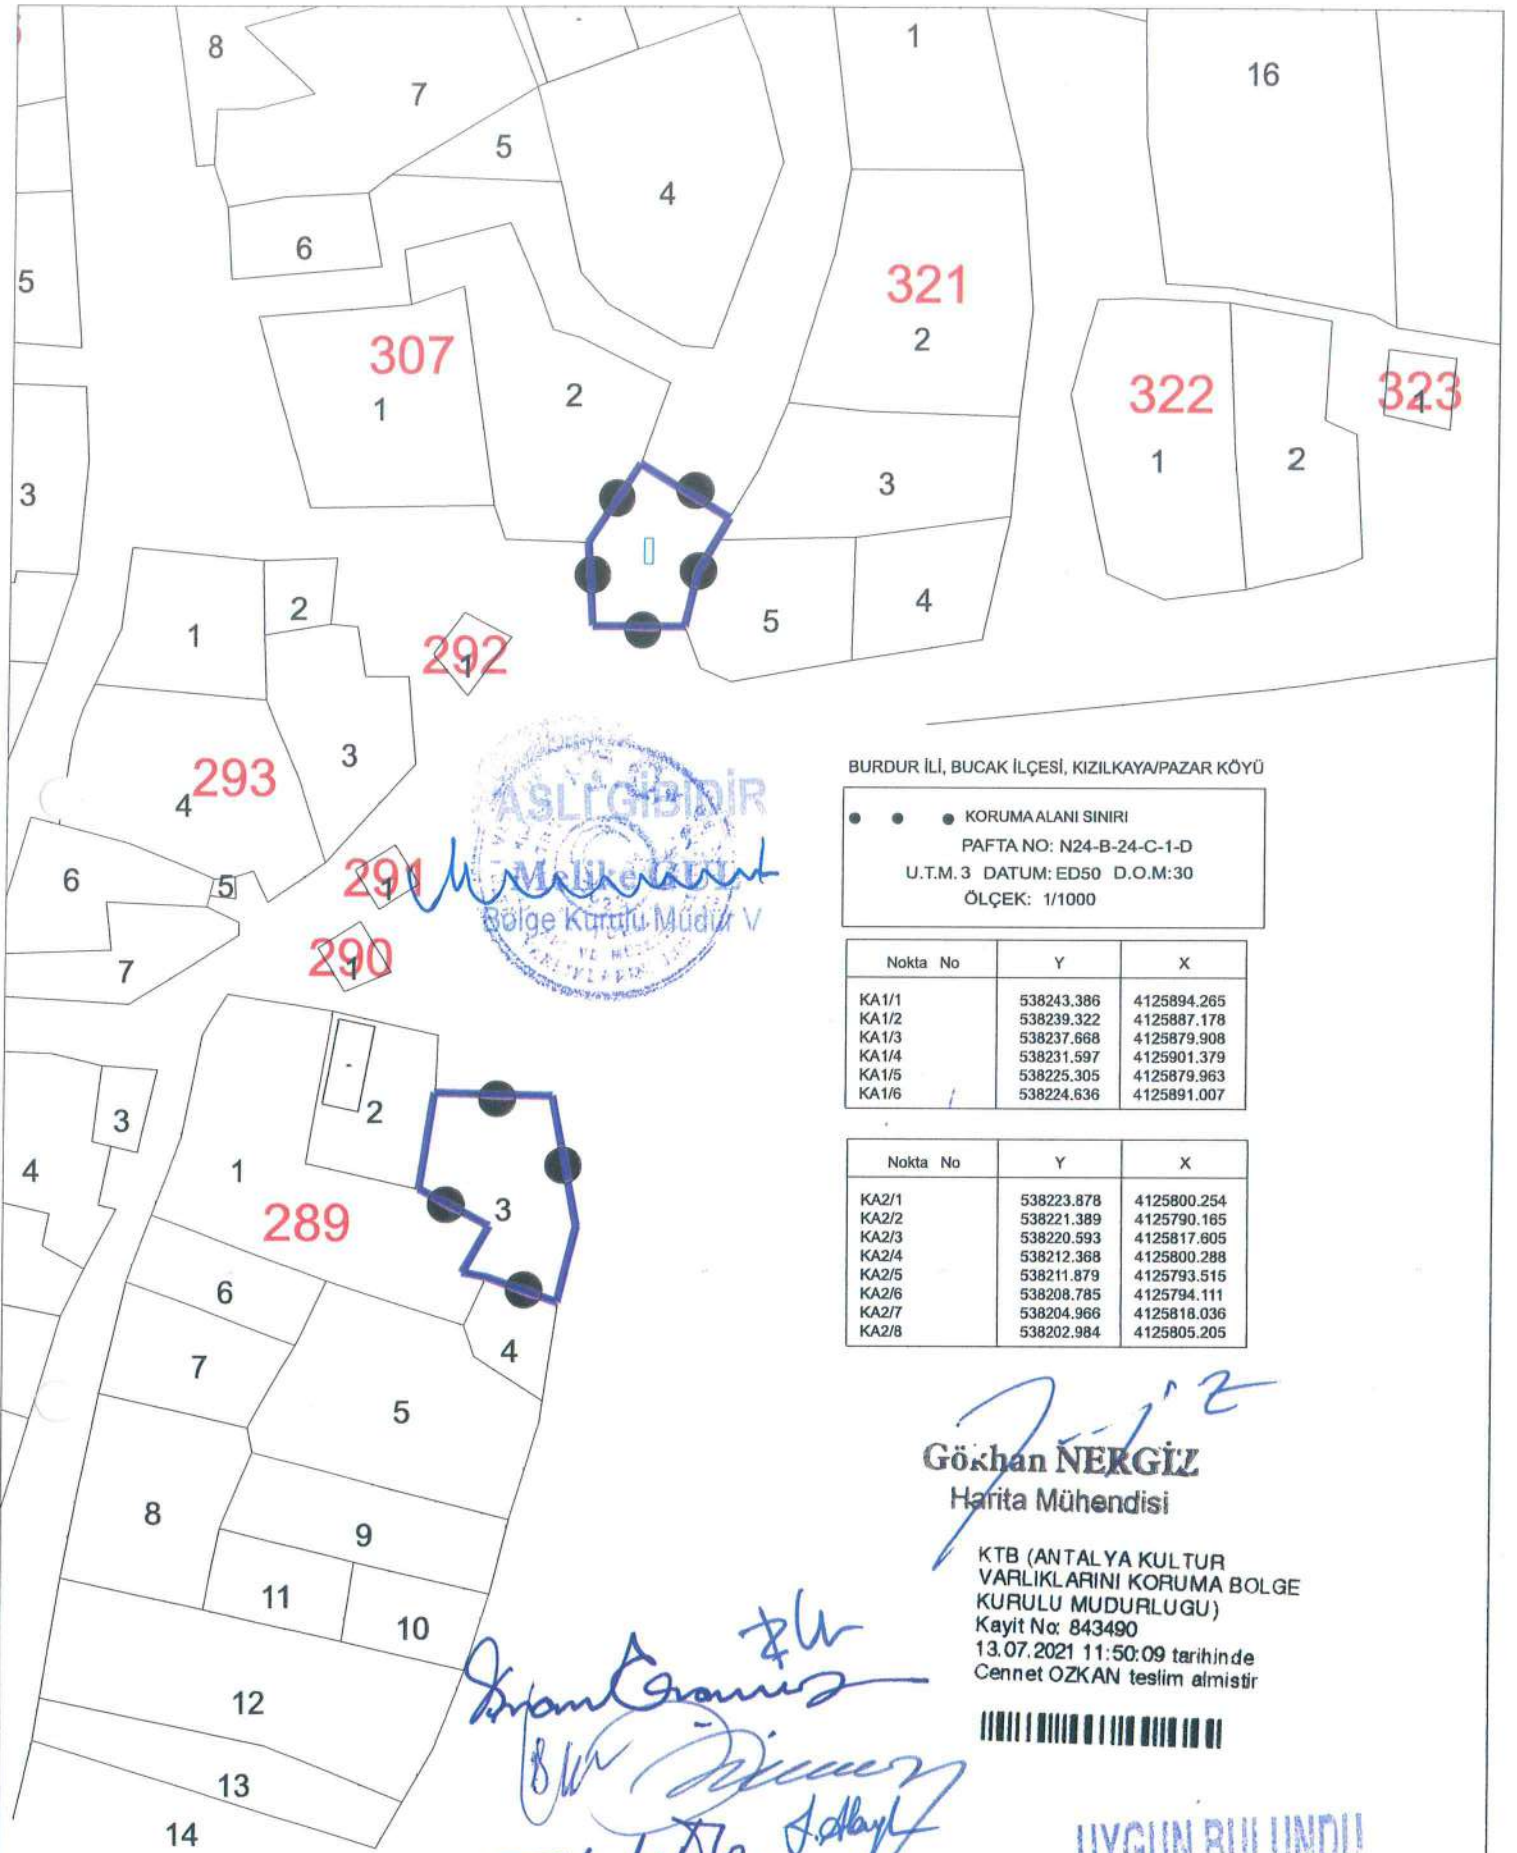 8
7
1
16
5
4
6
5
321
2
307
1
2
322
1
2
323
1
3
3
1
2
5
4
292
1
293
4
3
ASLI GİBİDİR
Melike GÜL
Bölge Kurulu Müdür V
6
5
291
1
290
1
7
BURDUR İLİ, BUCAK İLÇESİ, KIZILKAYA/PAZAR KÖYÜ
KORUMA ALANI SINIRI
PAFTA NO: N24-B-24-C-1-D
U.T.M. 3 DATUM: ED50 D.O.M:30
ÖLÇEK: 1/1000
Nokta No Y X
KA1/1 538243.386 4125894.265
KA1/2 538239.322 4125887.178
KA1/3 538237.668 4125879.908
KA1/4 538231.597 4125901.379
KA1/5 538225.305 4125879.963
KA1/6 538224.636 4125891.007
Nokta No Y X
KA2/1 538223.878 4125800.254
KA2/2 538221.389 4125790.165
KA2/3 538220.593 4125817.605
KA2/4 538212.368 4125800.288
KA2/5 538211.879 4125793.515
KA2/6 538208.785 4125794.111
KA2/7 538204.966 4125818.036
KA2/8 538202.984 4125805.205
3
2
4
1
3
289
6
4
7
5
8
9
11
10
12
13
14
Gökhan NERGİZ
Harita Mühendisi
KTB (ANTALYA KULTUR
VARLIKLARINI KORUMA BOLGE
KURULU MUDURLUGU)
Kayit No: 843490
13.07.2021 11:50:09 tarihinde
Cennet OZKAN teslim almistir
UYGUN BULUNDU